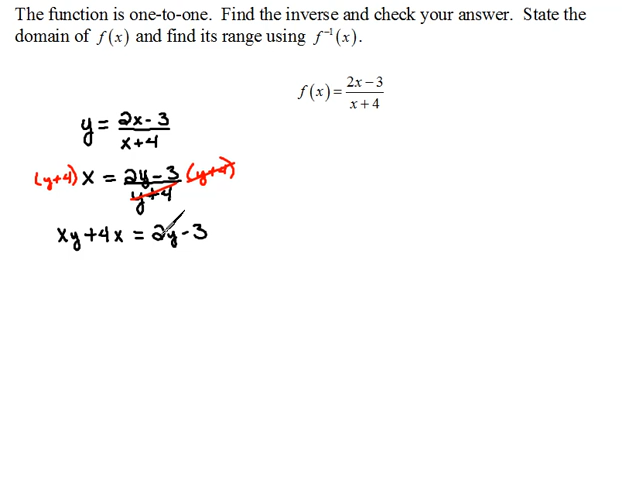 The function is one-to-one. Find the inverse and check your answer. State the
domain of f(x) and find its range using f⁻¹(x).
f(x) = (2x − 3)/(x + 4)
y = (2x - 3)/(x + 4)
(y+4) x = (2y - 3)/(y+4) (y+4)
xy + 4x = 2y - 3